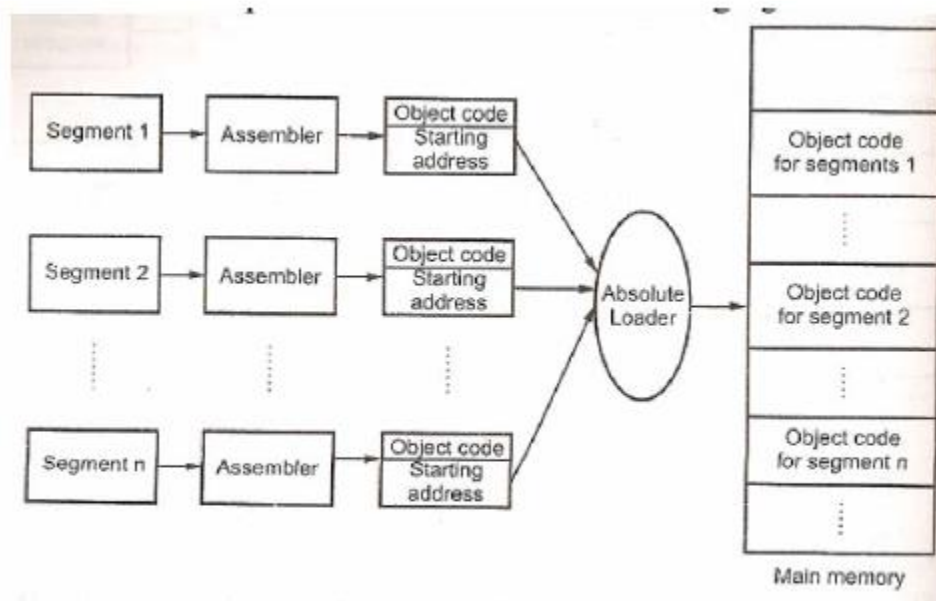 Segment 1
Assembler
Object code
Starting
address
Segment 2
Assembler
Object code
Starting
address
Segment n
Assembler
Object code
Starting
address
Absolute
Loader
Object code
for segments 1
Object code
for segment 2
Object code
for segment n
Main memory